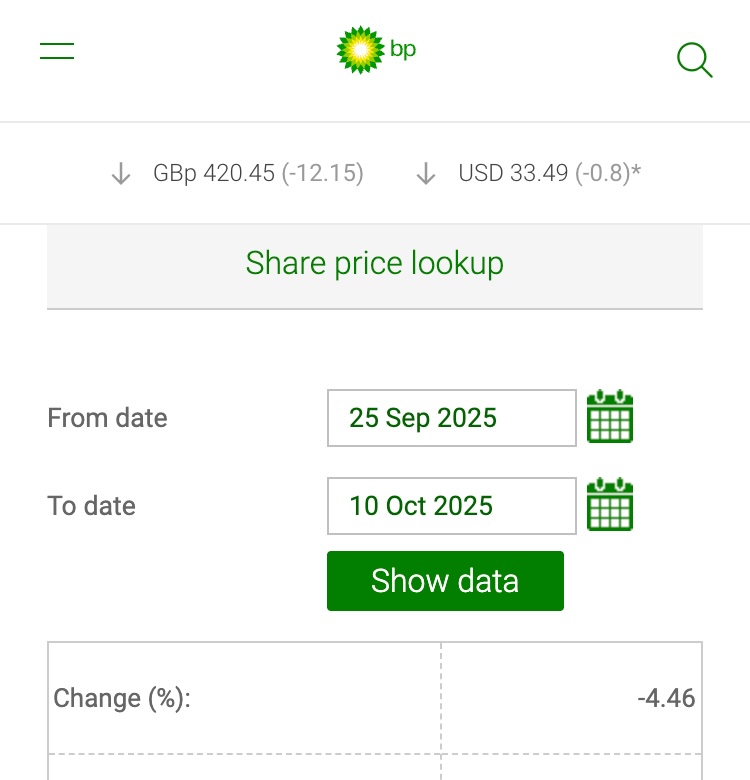 bp
GBp 420.45 (-12.15) USD 33.49 (-0.8)*
Share price lookup
From date 25 Sep 2025
To date 10 Oct 2025
Show data
Change (%): -4.46